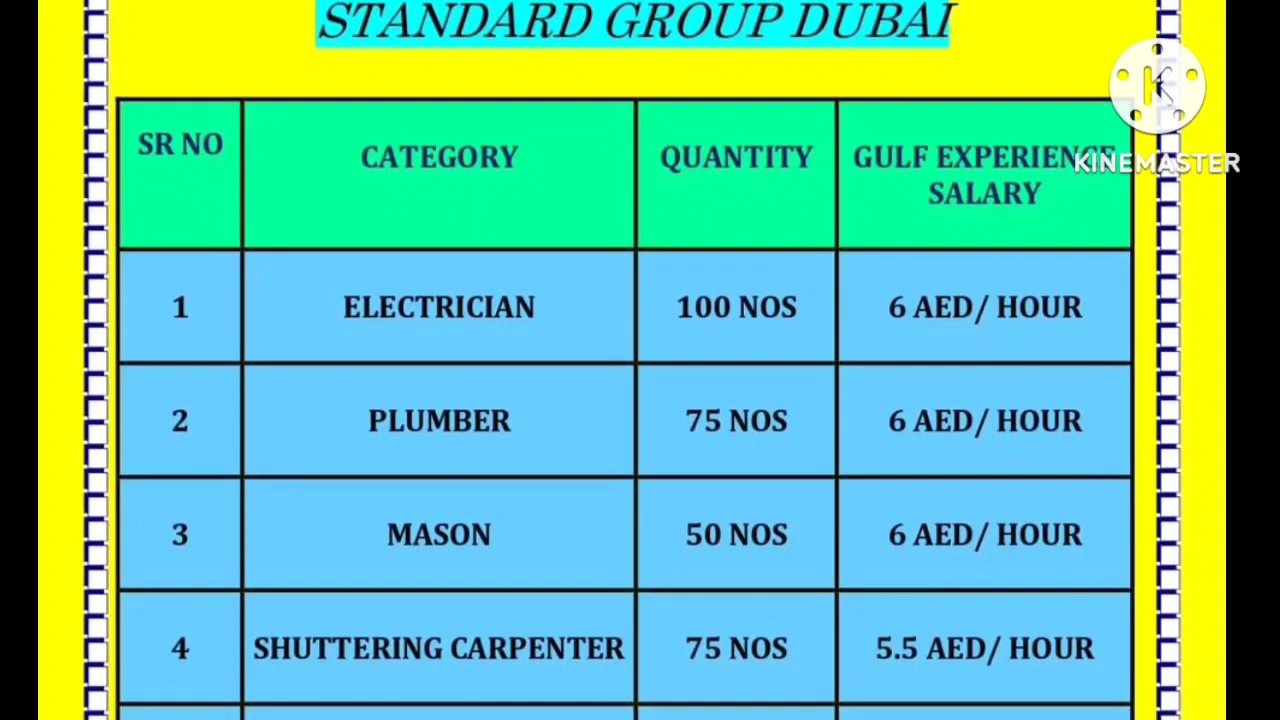 STANDARD GROUP DUBAI
SR NO CATEGORY QUANTITY GULF EXPERIENCE
SALARY
KINEMASTER
1 ELECTRICIAN 100 NOS 6 AED/ HOUR
2 PLUMBER 75 NOS 6 AED/ HOUR
3 MASON 50 NOS 6 AED/ HOUR
4 SHUTTERING CARPENTER 75 NOS 5.5 AED/ HOUR